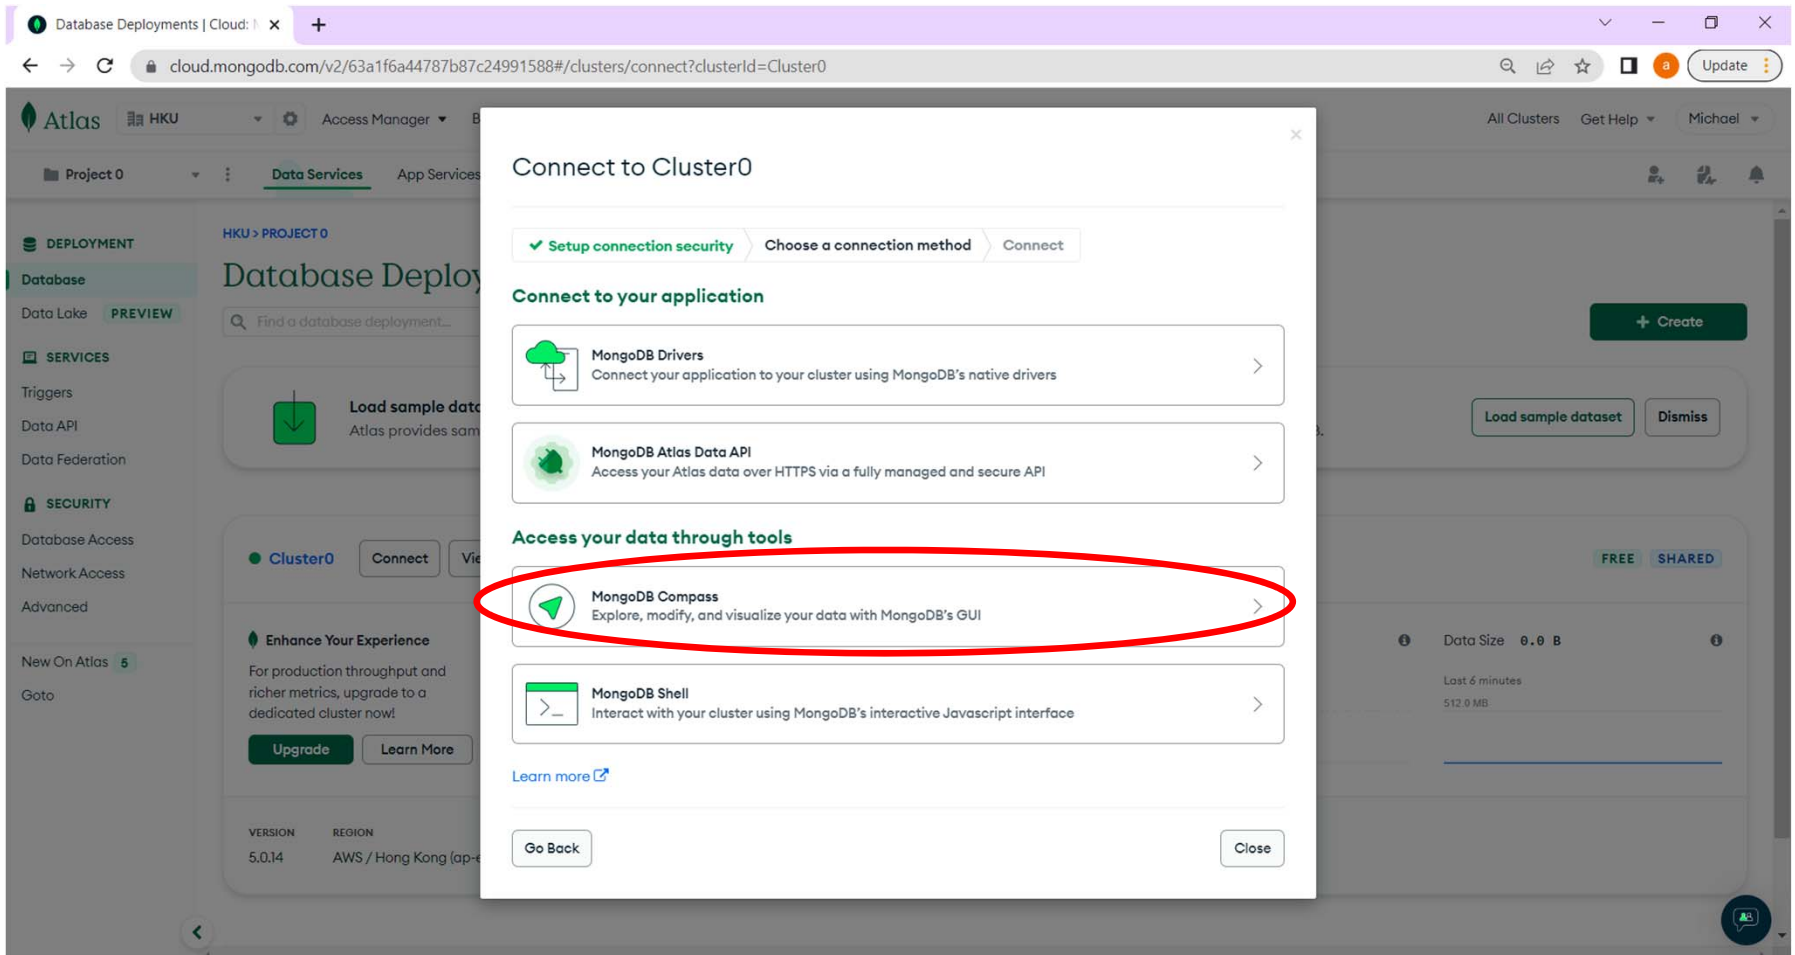 Database Deployments | Cloud:
cloud.mongodb.com/v2/63a1f6a44787b87c24991588#/clusters/connect?clusterId=Cluster0
a
Update
Atlas
HKU
Access Manager
All Clusters
Get Help
Michael
Project 0
Data Services
App Services
DEPLOYMENT
Database
Data Lake
PREVIEW
SERVICES
Triggers
Data API
Data Federation
SECURITY
Database Access
Network Access
Advanced
New On Atlas 5
Goto
HKU > PROJECT 0
Database Deploy
Find a database deployment...
+ Create
Load sample data
Atlas provides sam
Load sample dataset
Dismiss
Cluster0
Connect
FREE
SHARED
Enhance Your Experience
For production throughput and
richer metrics, upgrade to a
dedicated cluster now!
Upgrade
Learn More
Data Size 0.0 B
Last 6 minutes
512.0 MB
VERSION
REGION
5.0.14
AWS / Hong Kong (ap-e
Connect to Cluster0
Setup connection security
Choose a connection method
Connect
Connect to your application
MongoDB Drivers
Connect your application to your cluster using MongoDB's native drivers
MongoDB Atlas Data API
Access your Atlas data over HTTPS via a fully managed and secure API
Access your data through tools
MongoDB Compass
Explore, modify, and visualize your data with MongoDB's GUI
MongoDB Shell
Interact with your cluster using MongoDB's interactive Javascript interface
Learn more
Go Back
Close